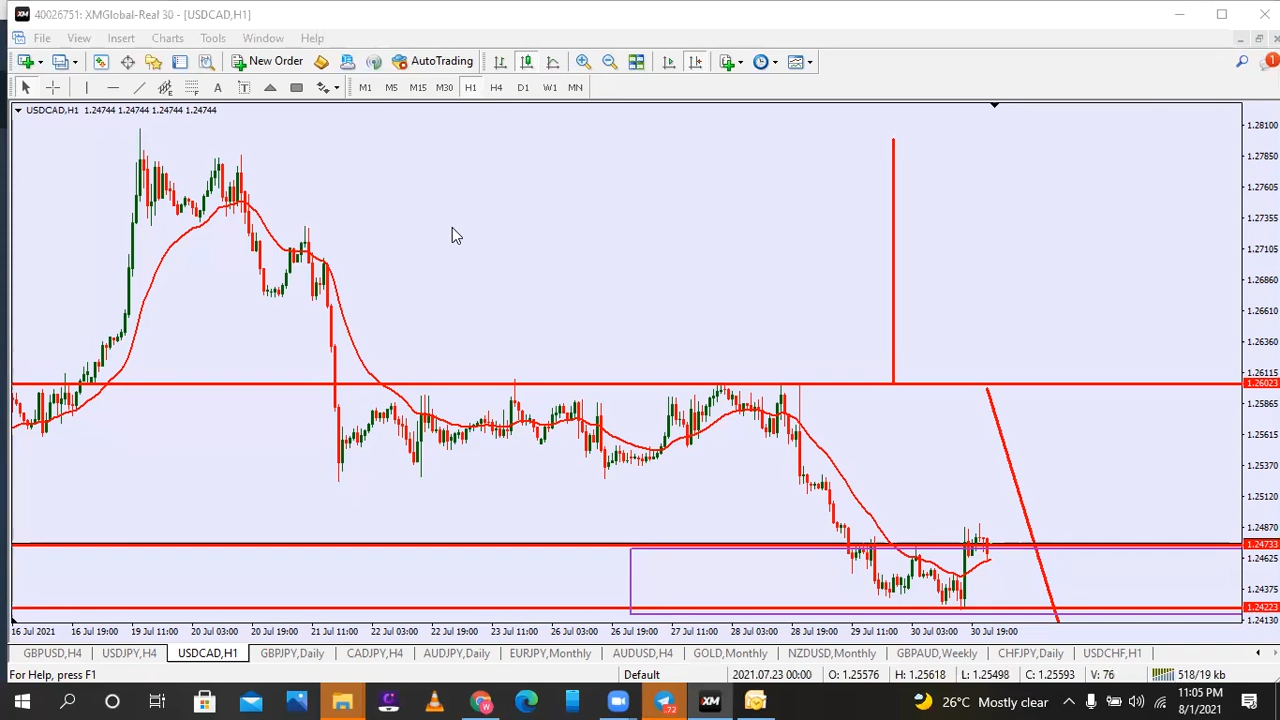 40026751: XMGlobal-Real 30 - [USDCAD,H1]
File View Insert Charts Tools Window Help
New Order AutoTrading
1
A T M1 M5 M15 M30 H1 H4 D1 W1 MN
USDCAD,H1 1.24744 1.24744 1.24744 1.24744
1.28100
1.27855
1.27605
1.27355
1.27105
1.26860
1.26610
1.26360
1.26115
1.26023
1.25865
1.25615
1.25370
1.25120
1.24870
1.24733
1.24625
1.24375
1.24223
1.24130
16 Jul 2021 16 Jul 19:00 19 Jul 11:00 20 Jul 03:00 20 Jul 19:00 21 Jul 11:00 22 Jul 03:00 22 Jul 19:00 23 Jul 11:00 26 Jul 03:00 26 Jul 19:00 27 Jul 11:00 28 Jul 03:00 28 Jul 19:00 29 Jul 11:00 30 Jul 03:00 30 Jul 19:00
GBPUSD,H4 USDJPY,H4 USDCAD,H1 GBPJPY,Daily CADJPY,H4 AUDJPY,Daily EURJPY,Monthly AUDUSD,H4 GOLD,Monthly NZDUSD,Monthly GBPAUD,Weekly CHFJPY,Daily USDCHF,H1
For Help, press F1 Default 2021.07.23 00:00 O: 1.25576 H: 1.25618 L: 1.25498 C: 1.25593 V: 76 518/19 kb
72 XM 26°C Mostly clear 11:05 PM
8/1/2021